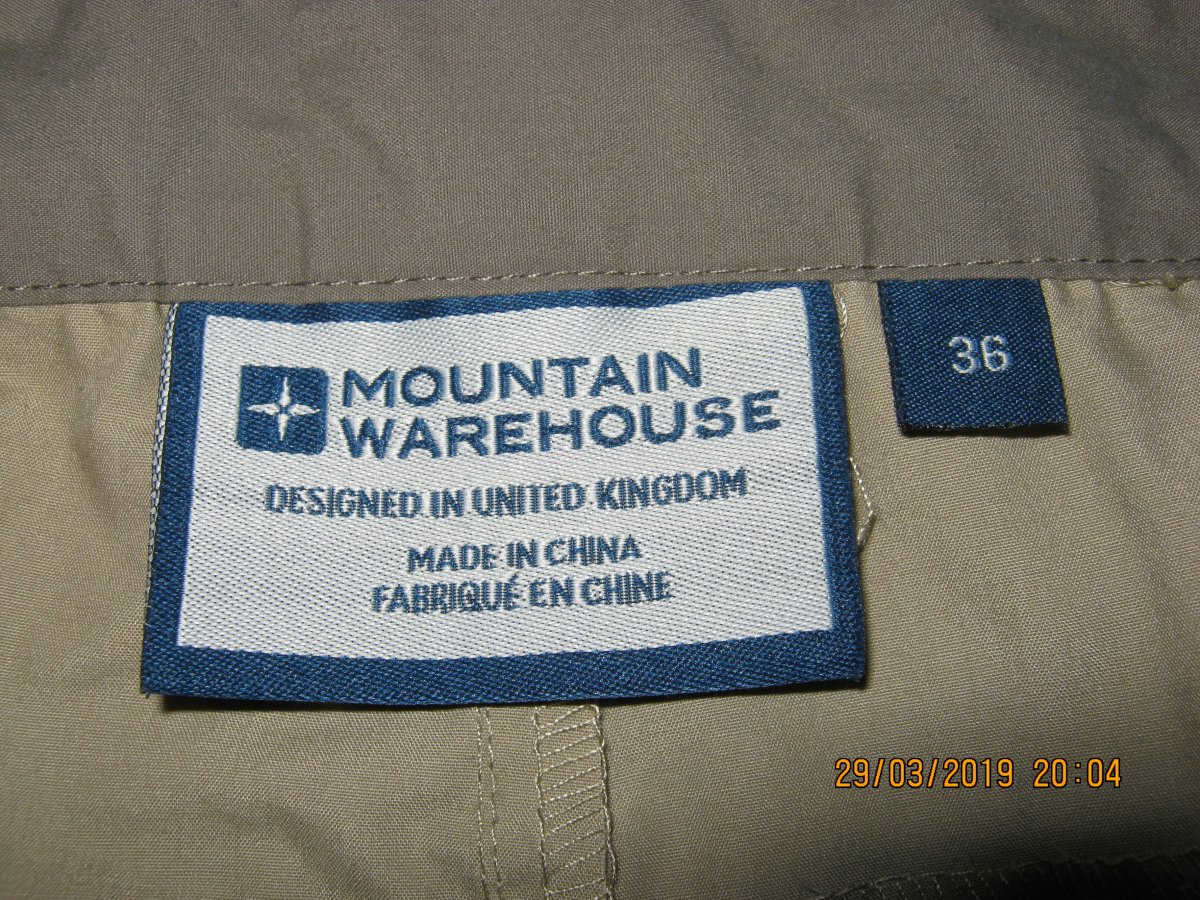 MOUNTAIN
WAREHOUSE
DESIGNED IN UNITED KINGDOM
MADE IN CHINA
FABRIQUÉ EN CHINE
36
29/03/2019 20:04